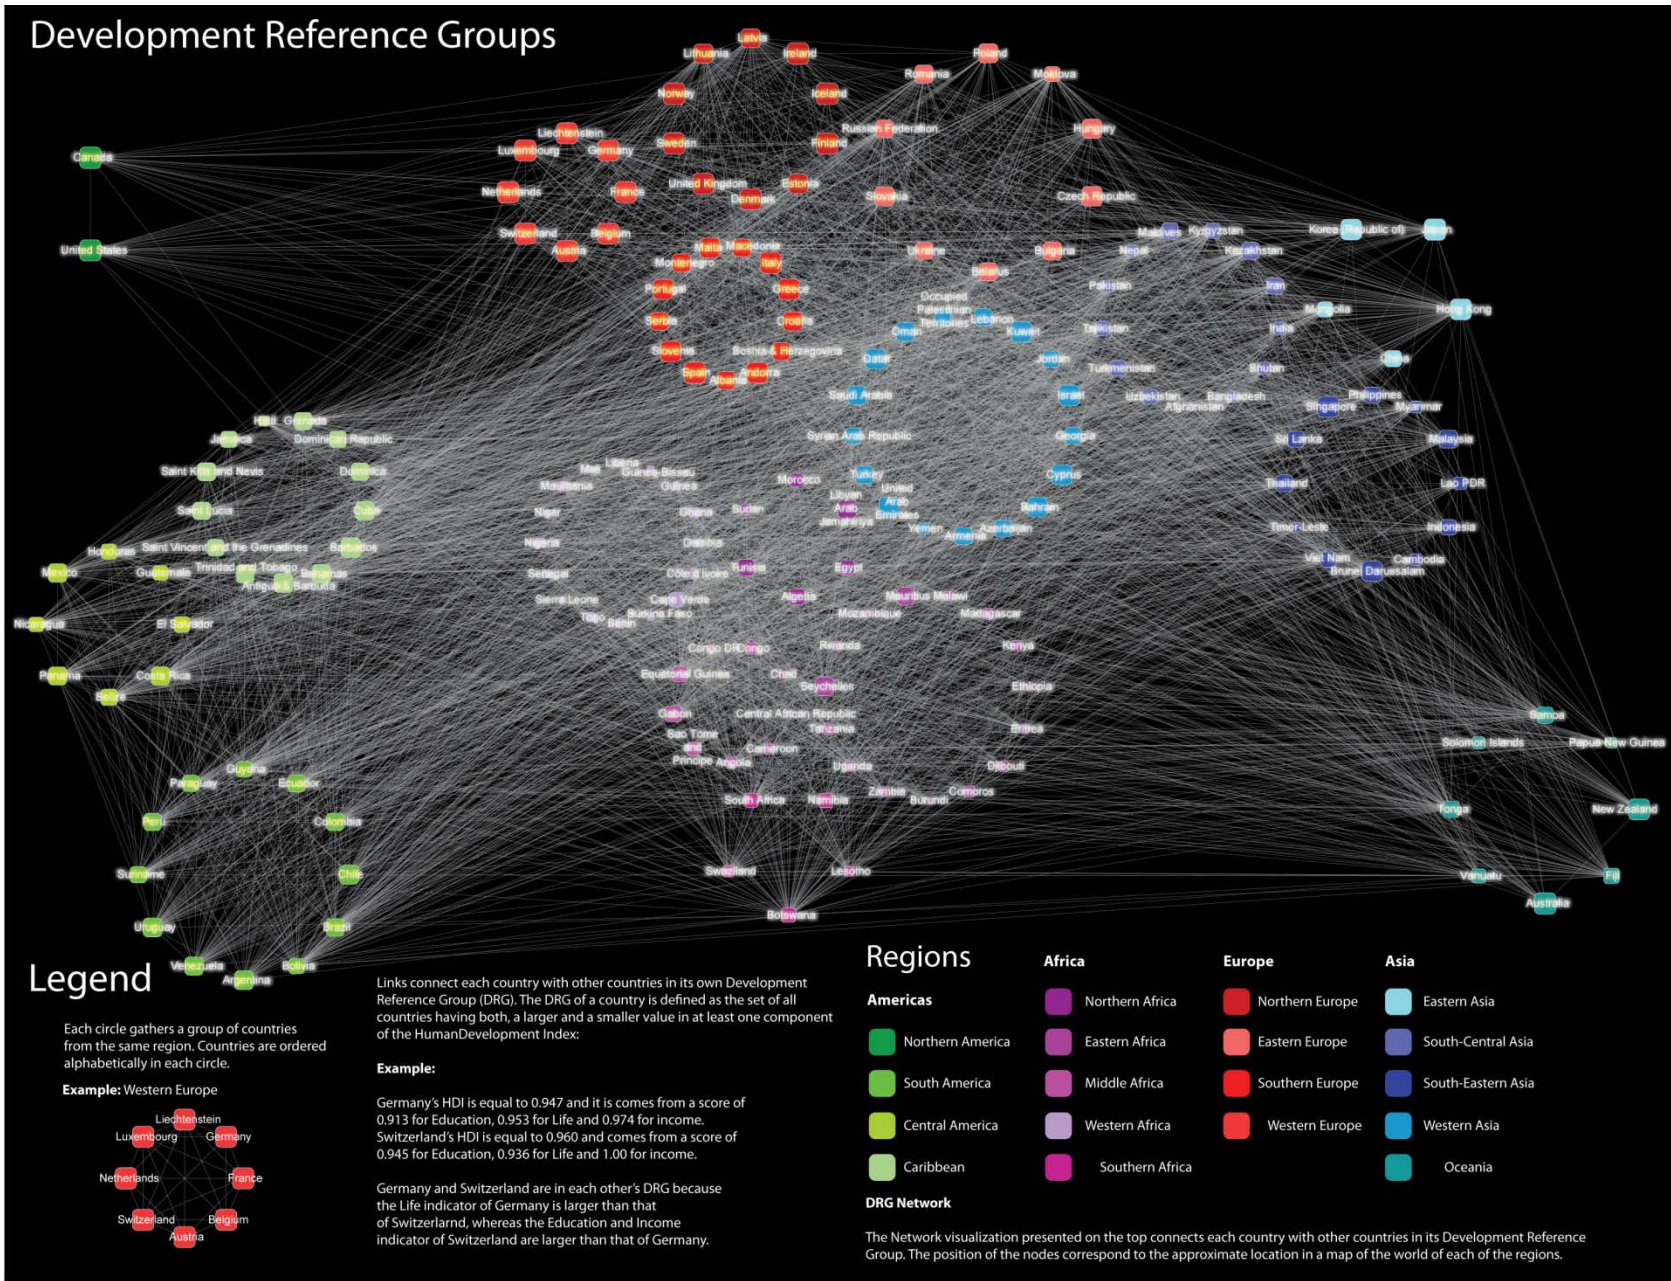 Development Reference Groups
Latvia
Lithuania
Ireland
Poland
Romania
Moldova
Norway
Iceland
Russian Federation
Hungary
Liechtenstein
Luxembourg
Germany
Sweden
Finland
Canada
United Kingdom
Estonia
Denmark
Netherlands
France
Slovakia
Czech Republic
Switzerland
Belgium
Austria
United States
Malta
Macedonia
Montenegro
Italy
Ukraine
Bulgaria
Belarus
Maldives
Kyrgyzstan
Nepal
Kazakhstan
Korea (Republic of)
Japan
Portugal
Greece
Serbia
Croatia
Slovenia
Bosnia & Herzegovina
Spain
Albania
Andorra
Occupied
Palestinian
Territories
Lebanon
Oman
Kuwait
Qatar
Jordan
Saudi Arabia
Israel
Syrian Arab Republic
Georgia
Turkey
Cyprus
United
Arab
Emirates
Bahrain
Yemen
Armenia
Azerbaijan
Pakistan
Iran
Tajikistan
India
Turkmenistan
Bhutan
Uzbekistan
Afghanistan
Bangladesh
Mongolia
Hong Kong
China
Philippines
Singapore
Myanmar
Sri Lanka
Malaysia
Thailand
Lao PDR
Timor-Leste
Indonesia
Viet Nam
Cambodia
Brunei Darussalam
Haiti
Grenada
Jamaica
Dominican Republic
Saint Kitts and Nevis
Dominica
Saint Lucia
Cuba
Saint Vincent and the Grenadines
Barbados
Trinidad and Tobago
Bahamas
Antigua & Barbuda
Honduras
Mexico
Guatemala
Nicaragua
El Salvador
Panama
Costa Rica
Belize
Mali
Liberia
Guinea-Bissau
Mauritania
Guinea
Niger
Ghana
Nigeria
Gambia
Senegal
Côte d'Ivoire
Sierra Leone
Cape Verde
Togo
Benin
Burkina Faso
Morocco
Sudan
Libyan
Arab
Jamahiriya
Tunisia
Egypt
Algeria
Mauritius
Malawi
Mozambique
Madagascar
Congo DR
Congo
Rwanda
Kenya
Equatorial Guinea
Chad
Seychelles
Ethiopia
Gabon
Central African Republic
Tanzania
Eritrea
Sao Tome
and
Principe
Cameroon
Angola
Uganda
Djibouti
South Africa
Namibia
Zambia
Burundi
Comoros
Swaziland
Lesotho
Botswana
Guyana
Paraguay
Ecuador
Peru
Colombia
Suriname
Chile
Uruguay
Brazil
Venezuela
Argentina
Bolivia
Samoa
Solomon Islands
Papua New Guinea
Tonga
New Zealand
Vanuatu
Fiji
Australia
Legend
Each circle gathers a group of countries
from the same region. Countries are ordered
alphabetically in each circle.
Example: Western Europe
Liechtenstein
Luxembourg
Germany
Netherlands
France
Switzerland
Belgium
Austria
Links connect each country with other countries in its own Development
Reference Group (DRG). The DRG of a country is defined as the set of all
countries having both, a larger and a smaller value in at least one component
of the HumanDevelopment Index:
Example:
Germany's HDI is equal to 0.947 and it is comes from a score of
0.913 for Education, 0.953 for Life and 0.974 for income.
Switzerland's HDI is equal to 0.960 and comes from a score of
0.945 for Education, 0.936 for Life and 1.00 for income.
Germany and Switzerland are in each other's DRG because
the Life indicator of Germany is larger than that
of Switzerlarnd, whereas the Education and Income
indicator of Switzerland are larger than that of Germany.
Regions
Americas
Northern America
South America
Central America
Caribbean
Africa
Northern Africa
Eastern Africa
Middle Africa
Western Africa
Southern Africa
Europe
Northern Europe
Eastern Europe
Southern Europe
Western Europe
Asia
Eastern Asia
South-Central Asia
South-Eastern Asia
Western Asia
Oceania
DRG Network
The Network visualization presented on the top connects each country with other countries in its Development Reference
Group. The position of the nodes correspond to the approximate location in a map of the world of each of the regions.